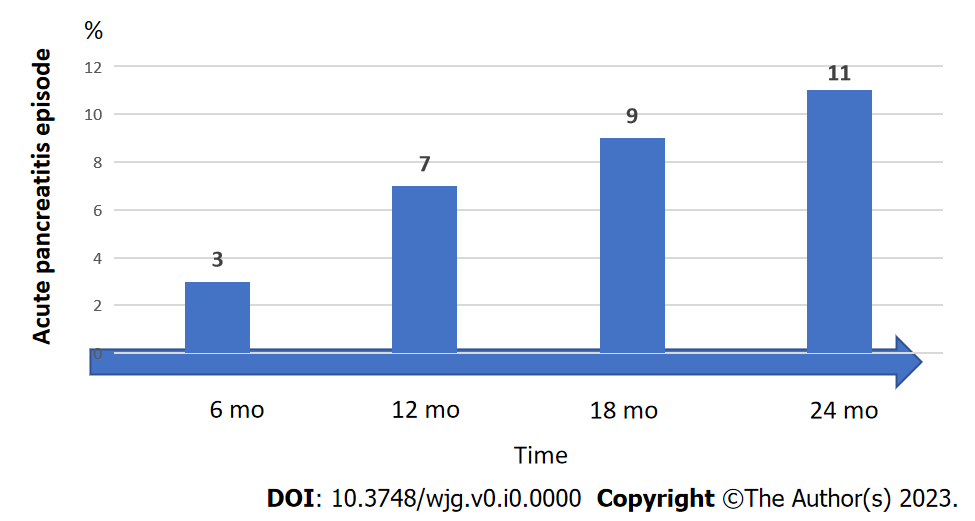 %
Acute pancreatitis episode
12
10
8
6
4
2
0
3
7
9
11
6 mo
12 mo
18 mo
24 mo
Time
DOI: 10.3748/wjg.v0.i0.0000 Copyright ©The Author(s) 2023.